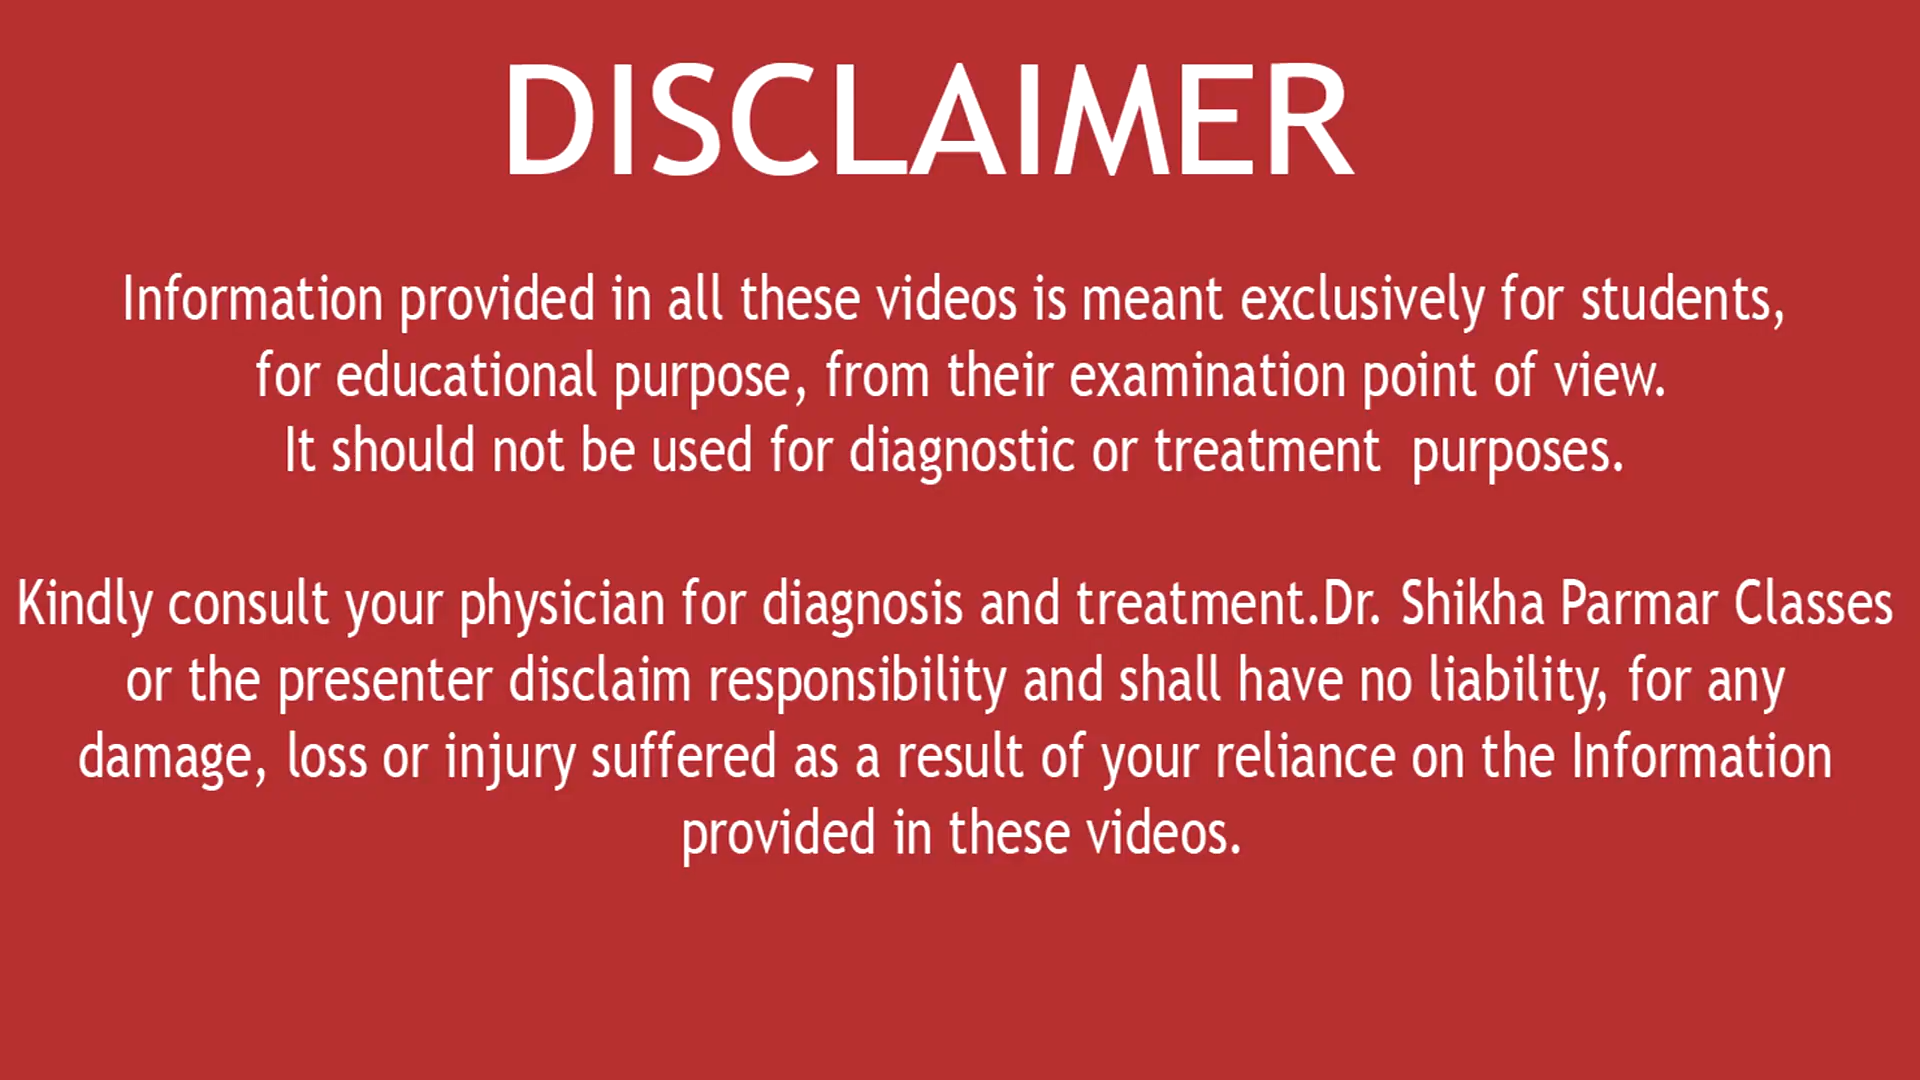 DISCLAIMER
Information provided in all these videos is meant exclusively for students,
for educational purpose, from their examination point of view.
It should not be used for diagnostic or treatment  purposes.
Kindly consult your physician for diagnosis and treatment.Dr. Shikha Parmar Classes
or the presenter disclaim responsibility and shall have no liability, for any
damage, loss or injury suffered as a result of your reliance on the Information
provided in these videos.